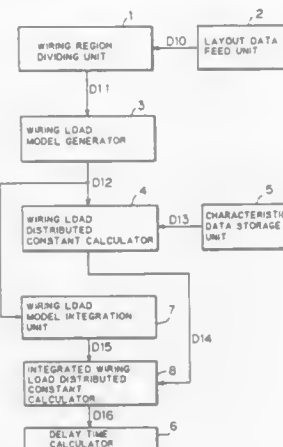 1
2
WIRING REGION
DIVIDING UNIT
D10
LAYOUT DATA
FEED UNIT
D11
3
WIRING LOAD
MODEL GENERATOR
D12
4
5
WIRING LOAD
DISTRIBUTED
CONSTANT CALCULATOR
D13
CHARACTERISTIC
DATA STORAGE
UNIT
WIRING LOAD
MODEL INTEGRATION
UNIT
7
D14
D15
INTEGRATED WIRING
LOAD DISTRIBUTED
CONSTANT
CALCULATOR
8
D16
6
DELAY TIME
CALCULATOR